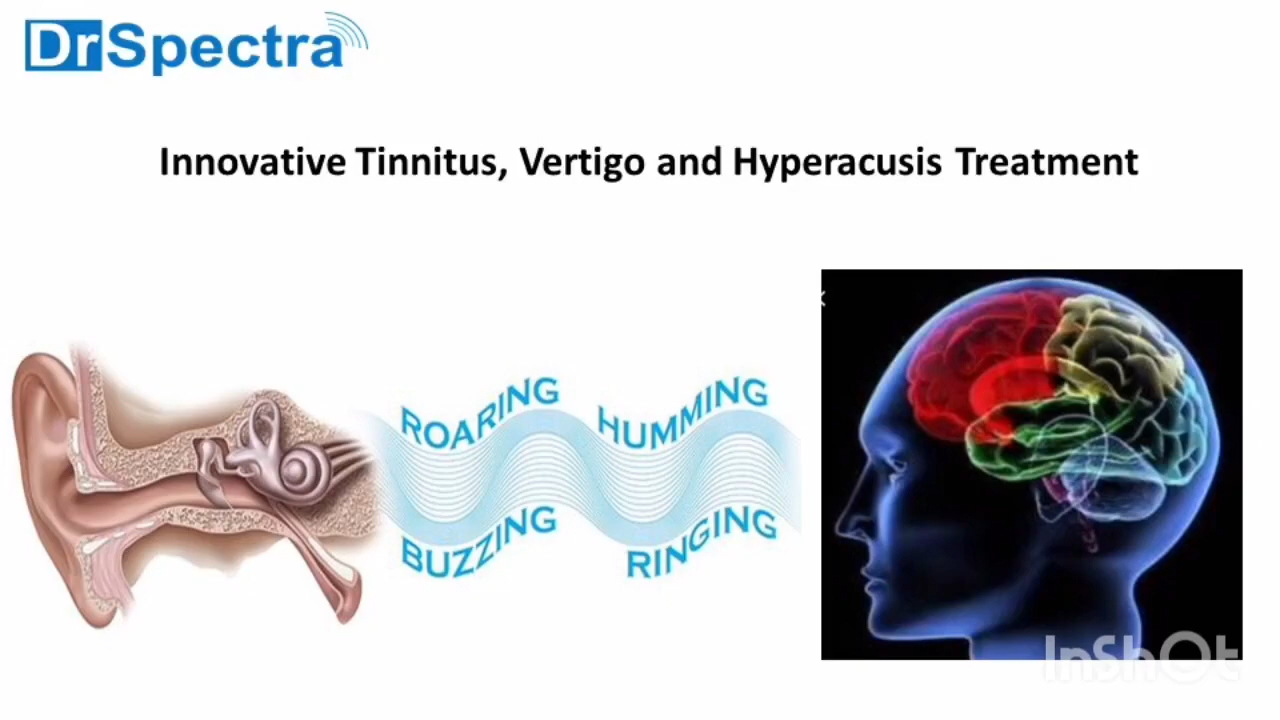 DrSpectra
Innovative Tinnitus, Vertigo and Hyperacusis Treatment
ROARING HUMMING
BUZZING RINGING
InShOt